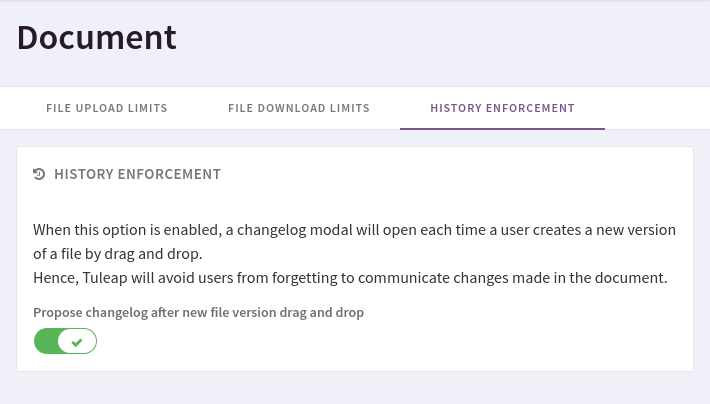 Document
FILE UPLOAD LIMITS
FILE DOWNLOAD LIMITS
HISTORY ENFORCEMENT
HISTORY ENFORCEMENT
When this option is enabled, a changelog modal will open each time a user creates a new version
of a file by drag and drop.
Hence, Tuleap will avoid users from forgetting to communicate changes made in the document.
Propose changelog after new file version drag and drop